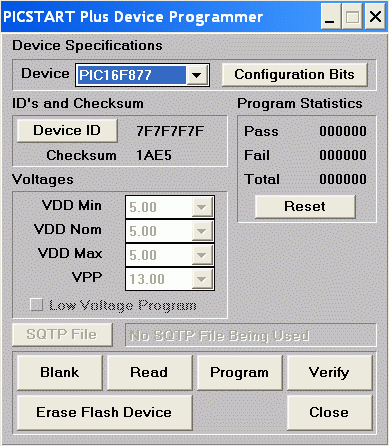 PICSTART Plus Device Programmer
Device Specifications
Device PIC16F877 Configuration Bits
ID's and Checksum
Device ID 7F7F7F7F
Checksum 1AE5
Program Statistics
Pass 000000
Fail 000000
Total 000000
Reset
Voltages
VDD Min 5.00
VDD Nom 5.00
VDD Max 5.00
VPP 13.00
Low Voltage Program
SQTP File No SQTP File Being Used
Blank Read Program Verify
Erase Flash Device Close